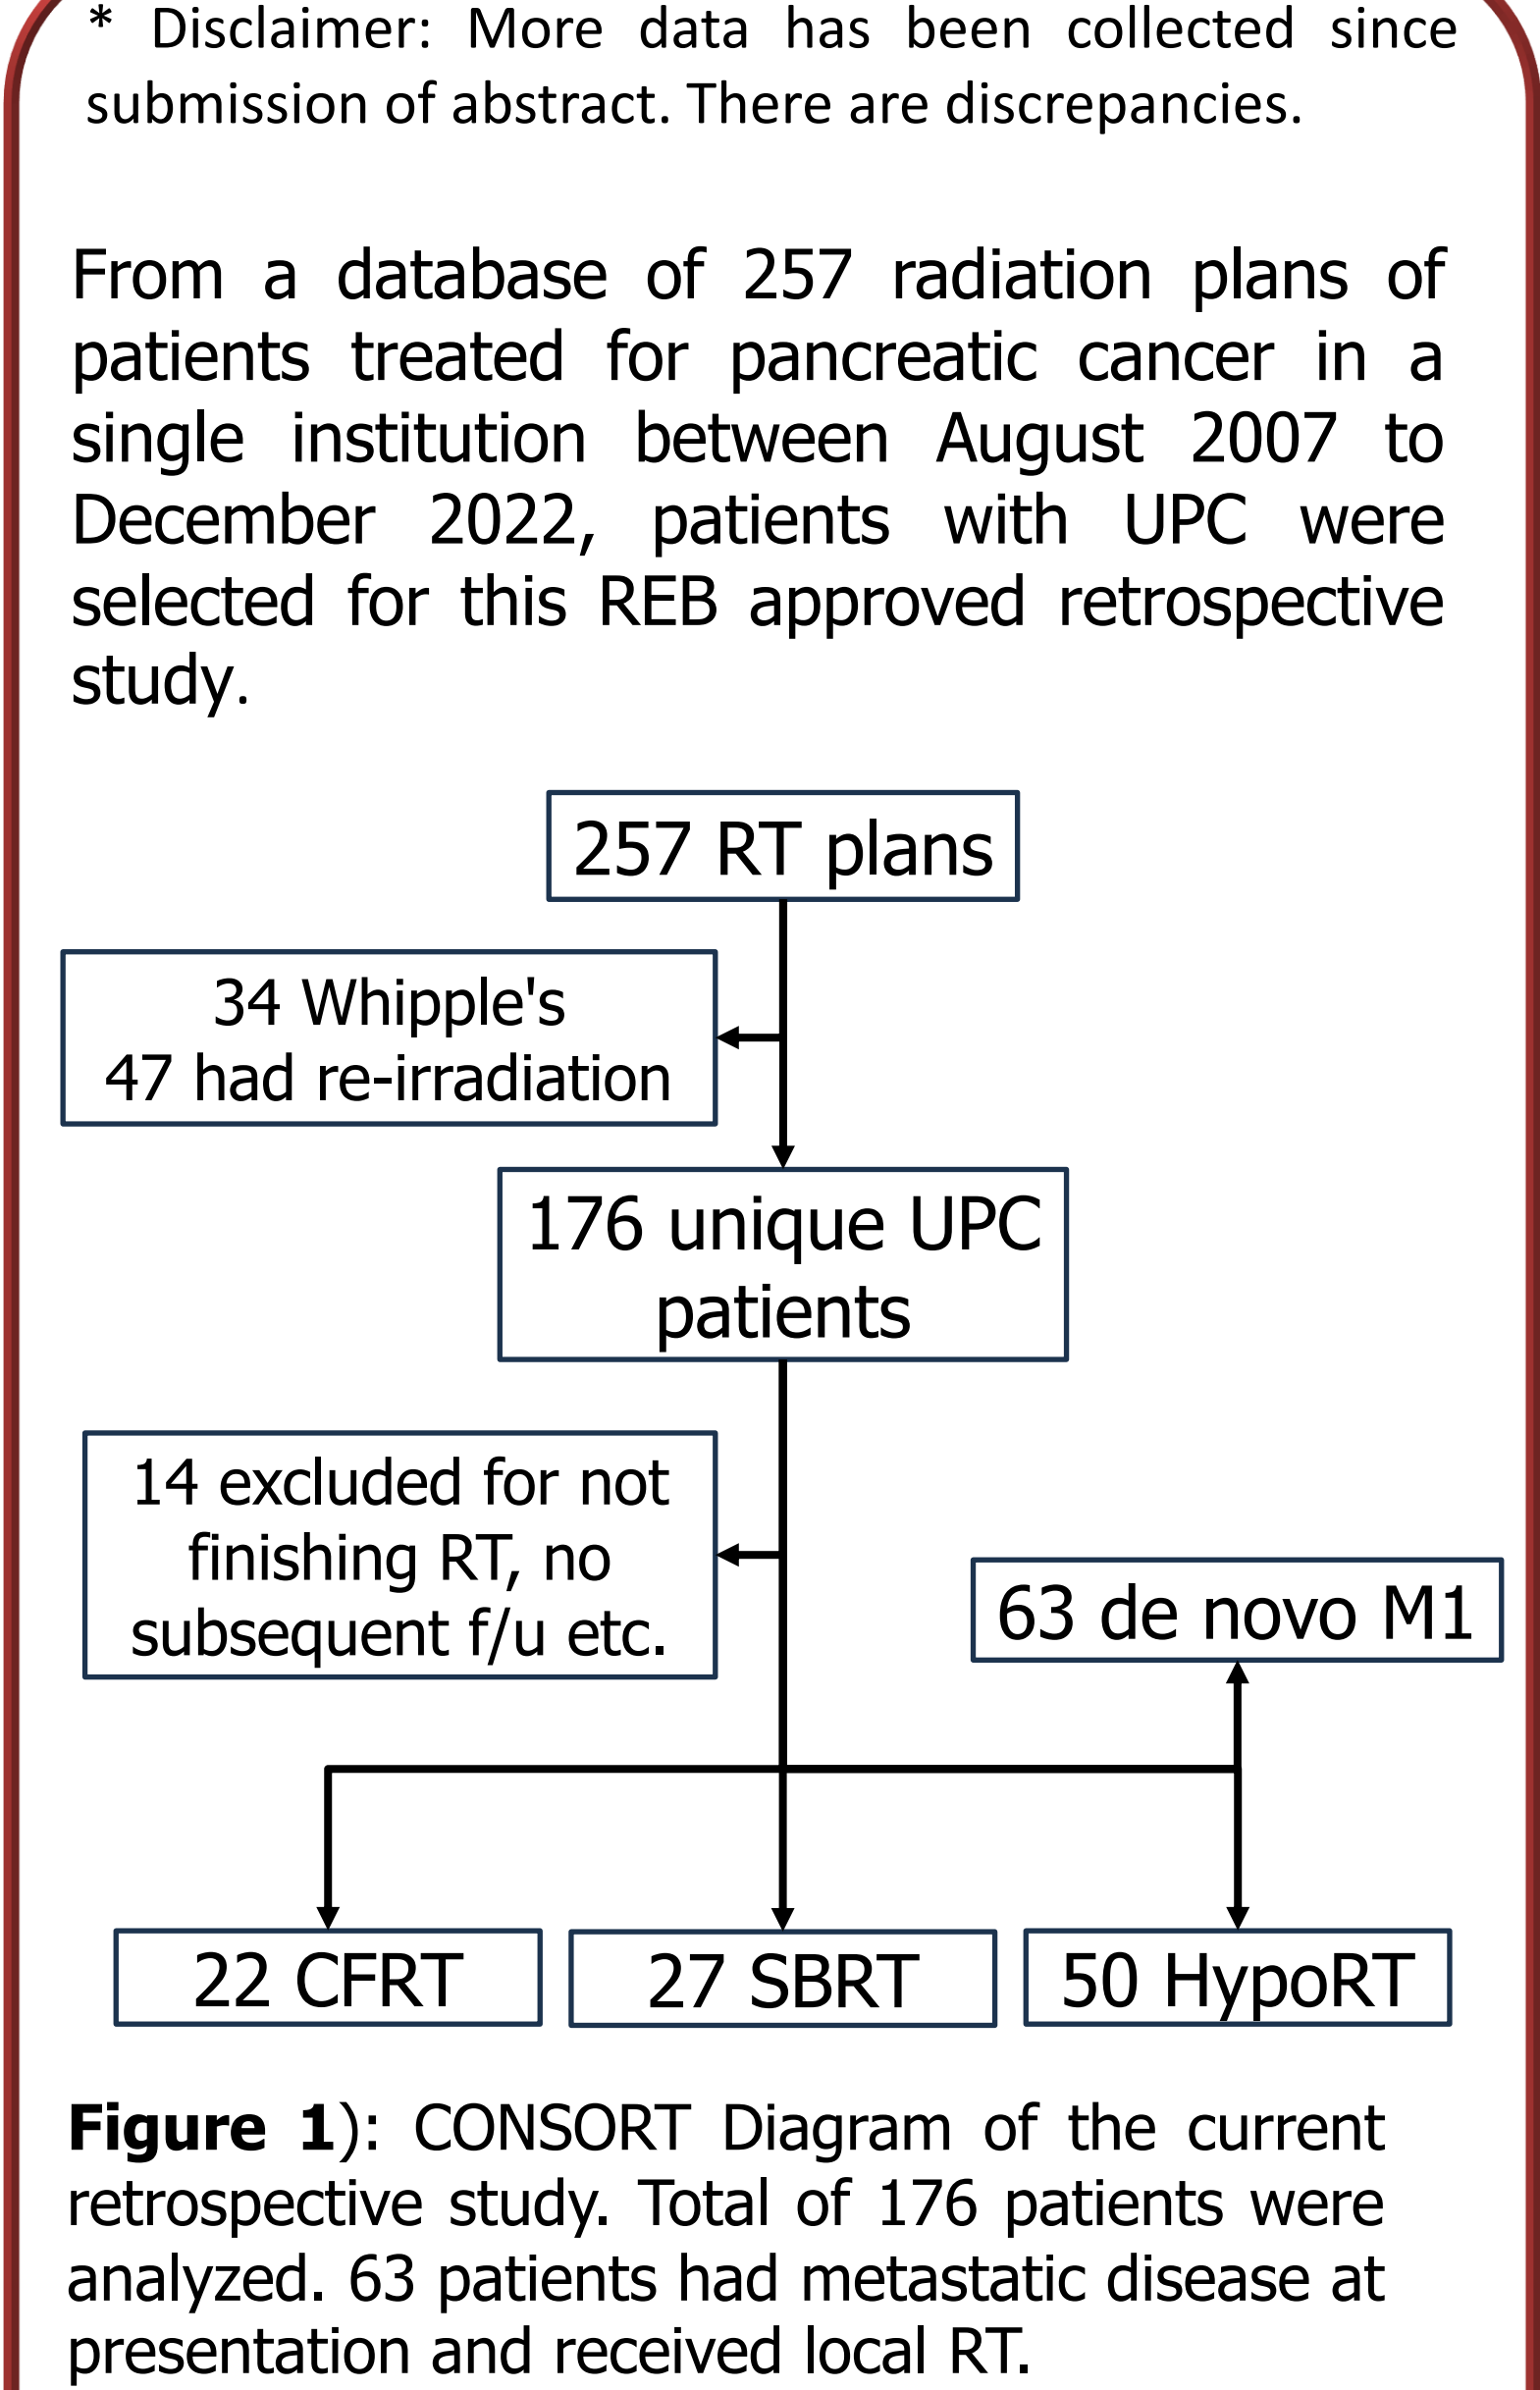 * Disclaimer: More data has been collected since
submission of abstract. There are discrepancies.
From a database of 257 radiation plans of
patients treated for pancreatic cancer in a
single institution between August 2007 to
December 2022, patients with UPC were
selected for this REB approved retrospective
study.
257 RT plans
34 Whipple's
47 had re-irradiation
176 unique UPC
patients
14 excluded for not
finishing RT, no
subsequent f/u etc.
63 de novo M1
22 CFRT
27 SBRT
50 HypoRT
Figure 1): CONSORT Diagram of the current
retrospective study. Total of 176 patients were
analyzed. 63 patients had metastatic disease at
presentation and received local RT.